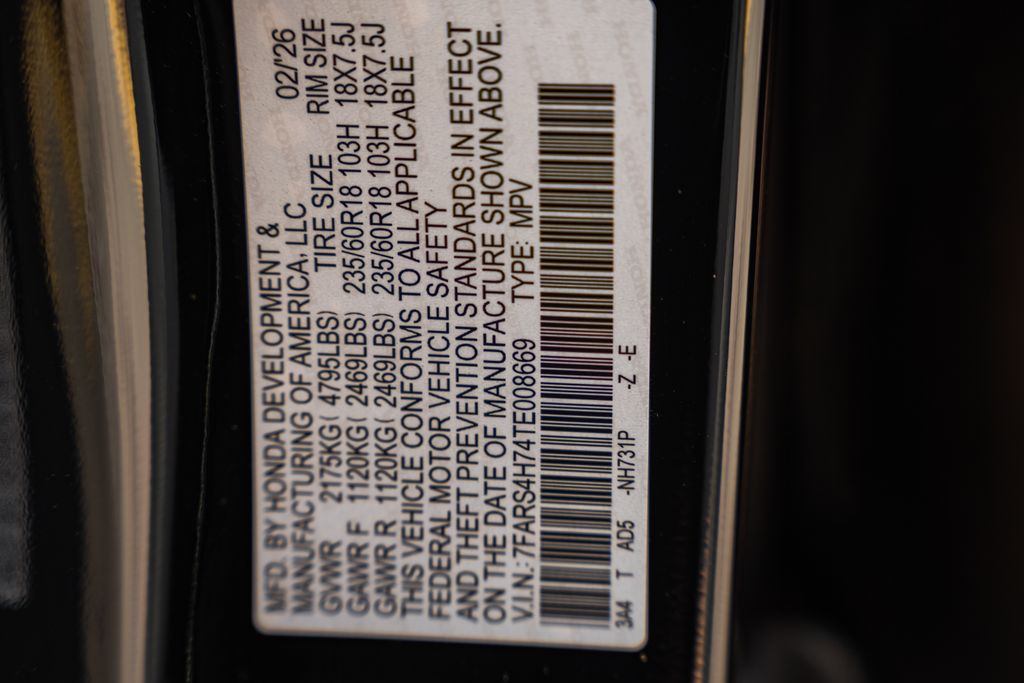 MFD. BY HONDA DEVELOPMENT & 02/'26
MANUFACTURING OF AMERICA, LLC
GVWR 2175KG( 4795LBS) TIRE SIZE RIM SIZE
GAWR F 1120KG( 2469LBS) 235/60R18 103H 18X7.5J
GAWR R 1120KG( 2469LBS) 235/60R18 103H 18X7.5J
THIS VEHICLE CONFORMS TO ALL APPLICABLE
FEDERAL MOTOR VEHICLE SAFETY
AND THEFT PREVENTION STANDARDS IN EFFECT
ON THE DATE OF MANUFACTURE SHOWN ABOVE.
V.I.N.:7FARS4H74TE008669 TYPE: MPV
3A4 T AD5 -NH731P -Z -E